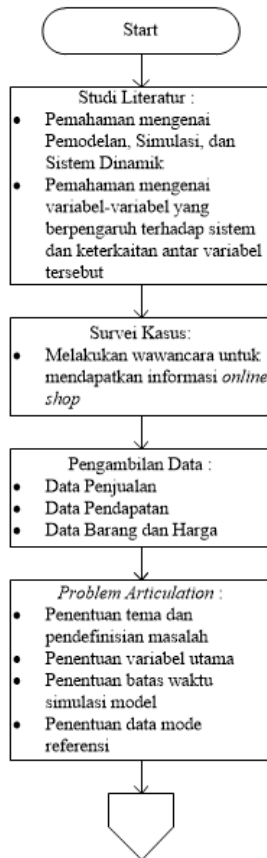 Start
Studi Literatur :
• Pemahaman mengenai
Pemodelan, Simulasi, dan
Sistem Dinamik
• Pemahaman mengenai
variabel-variabel yang
berpengaruh terhadap sistem
dan keterkaitan antar variabel
tersebut
Survei Kasus:
• Melakukan wawancara untuk
mendapatkan informasi online
shop
Pengambilan Data :
• Data Penjualan
• Data Pendapatan
• Data Barang dan Harga
Problem Articulation :
• Penentuan tema dan
pendefinisian masalah
• Penentuan variabel utama
• Penentuan batas waktu
simulasi model
• Penentuan data mode
referensi